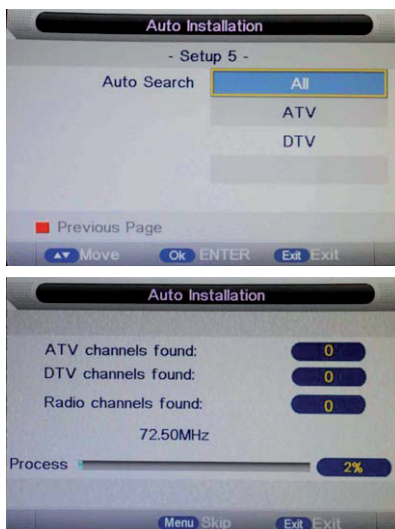 Auto Installation
- Setup 5 -
Auto Search All
ATV
DTV
Previous Page
▲▼ Move Ok ENTER Exit Exit
Auto Installation
ATV channels found: 0
DTV channels found: 0
Radio channels found: 0
72.50MHz
Process 2%
Menu Skip Exit Exit